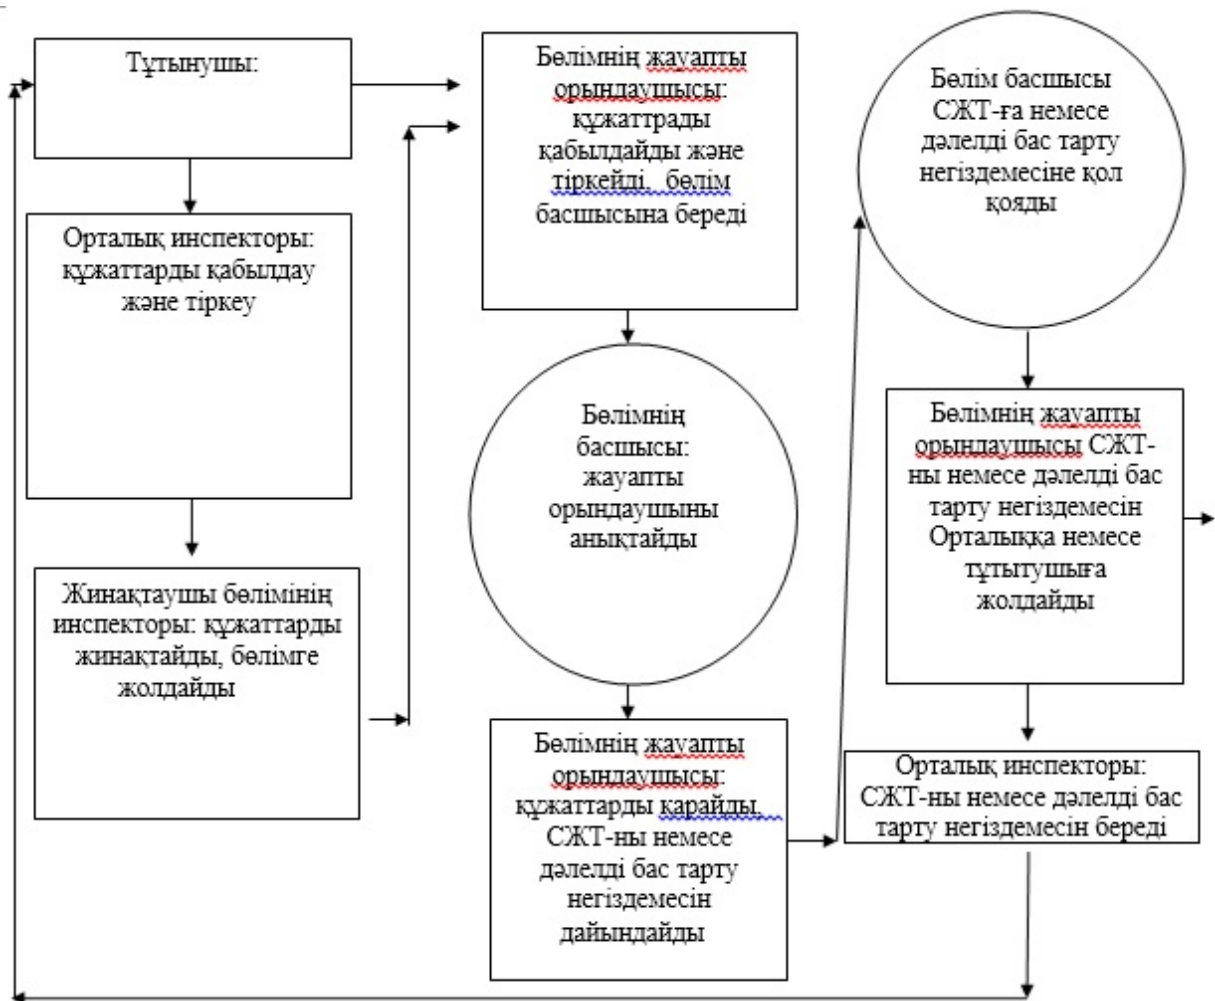 Тұтынушы:
Орталық инспекторы:
құжаттарды қабылдау
және тіркеу
Жинақтаушы бөлімінің
инспекторы: құжаттарды
жинақтайды, бөлімге
жолдайды
Бөлімнің жауапты
орындаушысы:
құжаттрады
қабылдайды және
тіркейді, бөлім
басшысына береді
Бөлімнің
басшысы:
жауапты
орындаушыны
анықтайды
Бөлімнің жауапты
орындаушысы:
құжаттарды қарайды,
СЖТ-ны немесе
дәлелді бас тарту
негіздемесін
дайындайды
Бөлім басшысы
СЖТ-ға немесе
дәлелді бас тарту
негіздемесіне қол
қояды
Бөлімнің жауапты
орындаушысы СЖТ-
ны немесе дәлелді бас
тарту негіздемесін
Орталыққа немесе
тұтытушыға
жолдайды
Орталық инспекторы:
СЖТ-ны немесе дәлелді бас
тарту негіздемесін береді